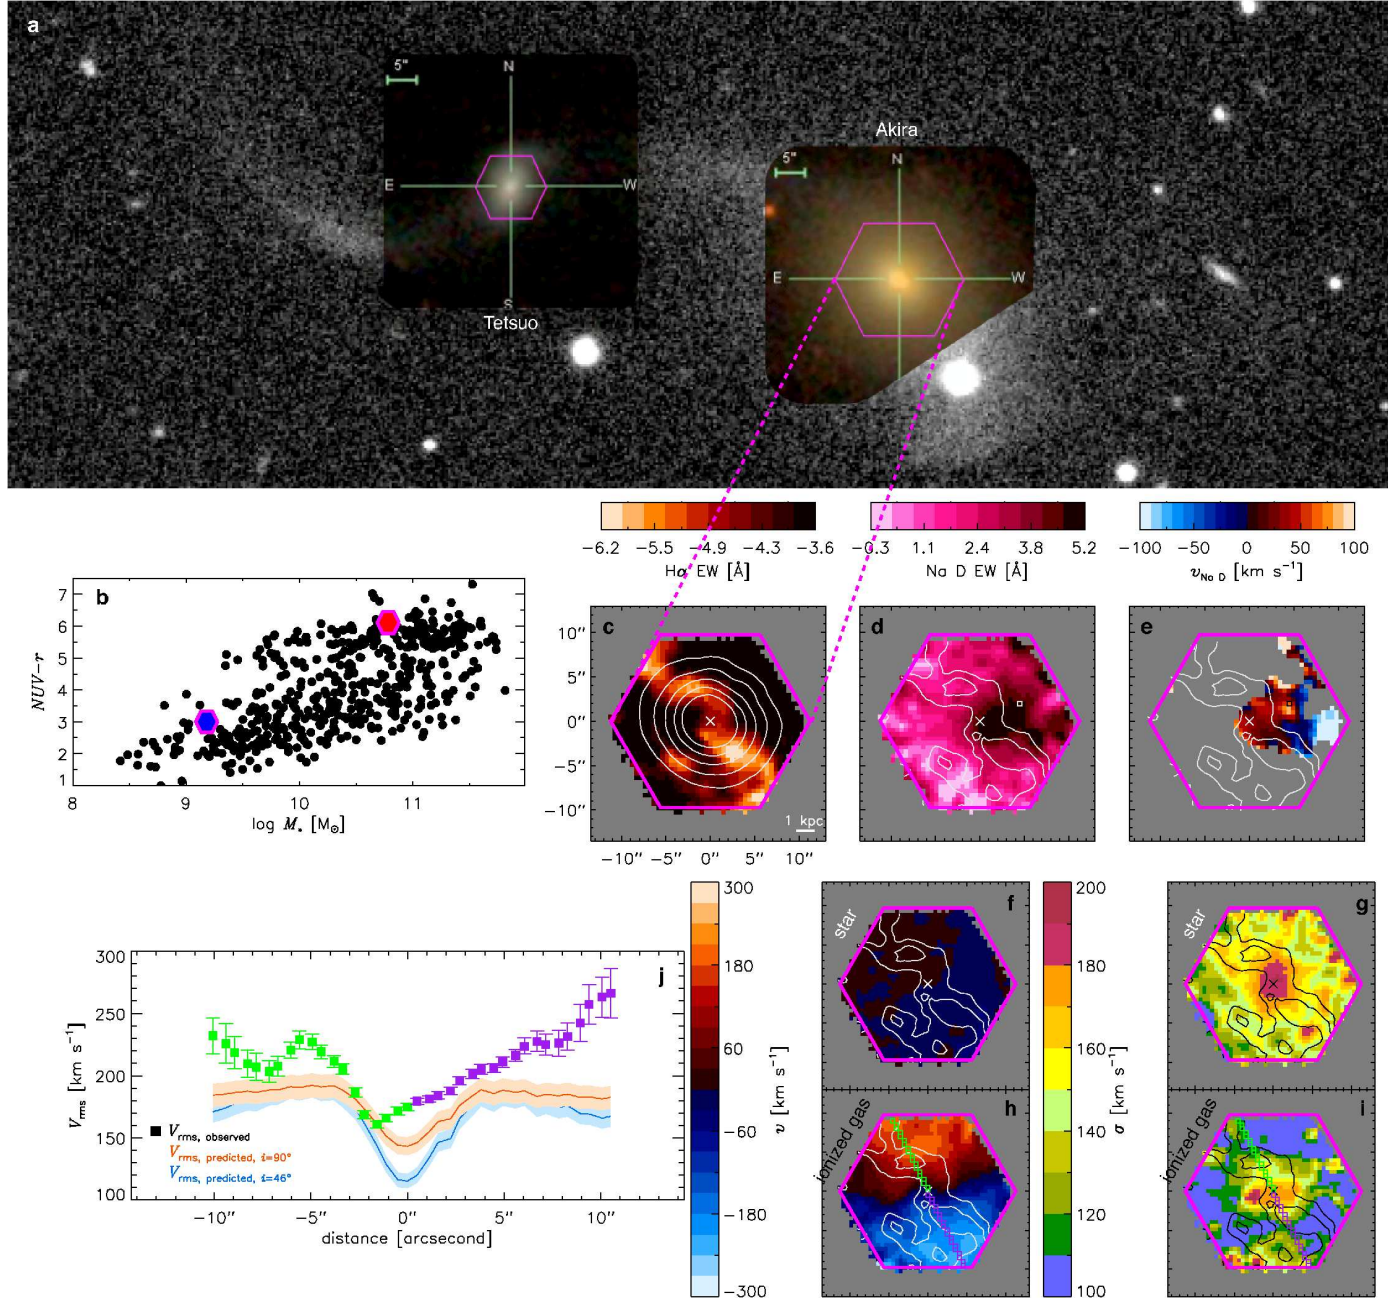 a
5"
N
E
W
S
Tetsuo
Akira
5"
N
E
W
−6.2 −5.5 −4.9 −4.3 −3.6
Hα EW [Å]
−0.3 1.1 2.4 3.8 5.2
Na D EW [Å]
−100 −50 0 50 100
v_Na D [km s⁻¹]
b
7
6
5
4
3
2
1
NUV−r
8 9 10 11
log M* [M⊙]
c
10"
5"
0"
−5"
−10"
1 kpc
−10" −5" 0" 5" 10"
d
e
j
300
250
200
150
100
V_rms [km s⁻¹]
V_rms, observed
V_rms, predicted, i=90°
V_rms, predicted, i=46°
−10" −5" 0" 5" 10"
distance [arcsecond]
300
180
60
−60
−180
−300
v [km s⁻¹]
star
f
200
180
160
140
120
100
σ [km s⁻¹]
star
g
ionized gas
h
ionized gas
i